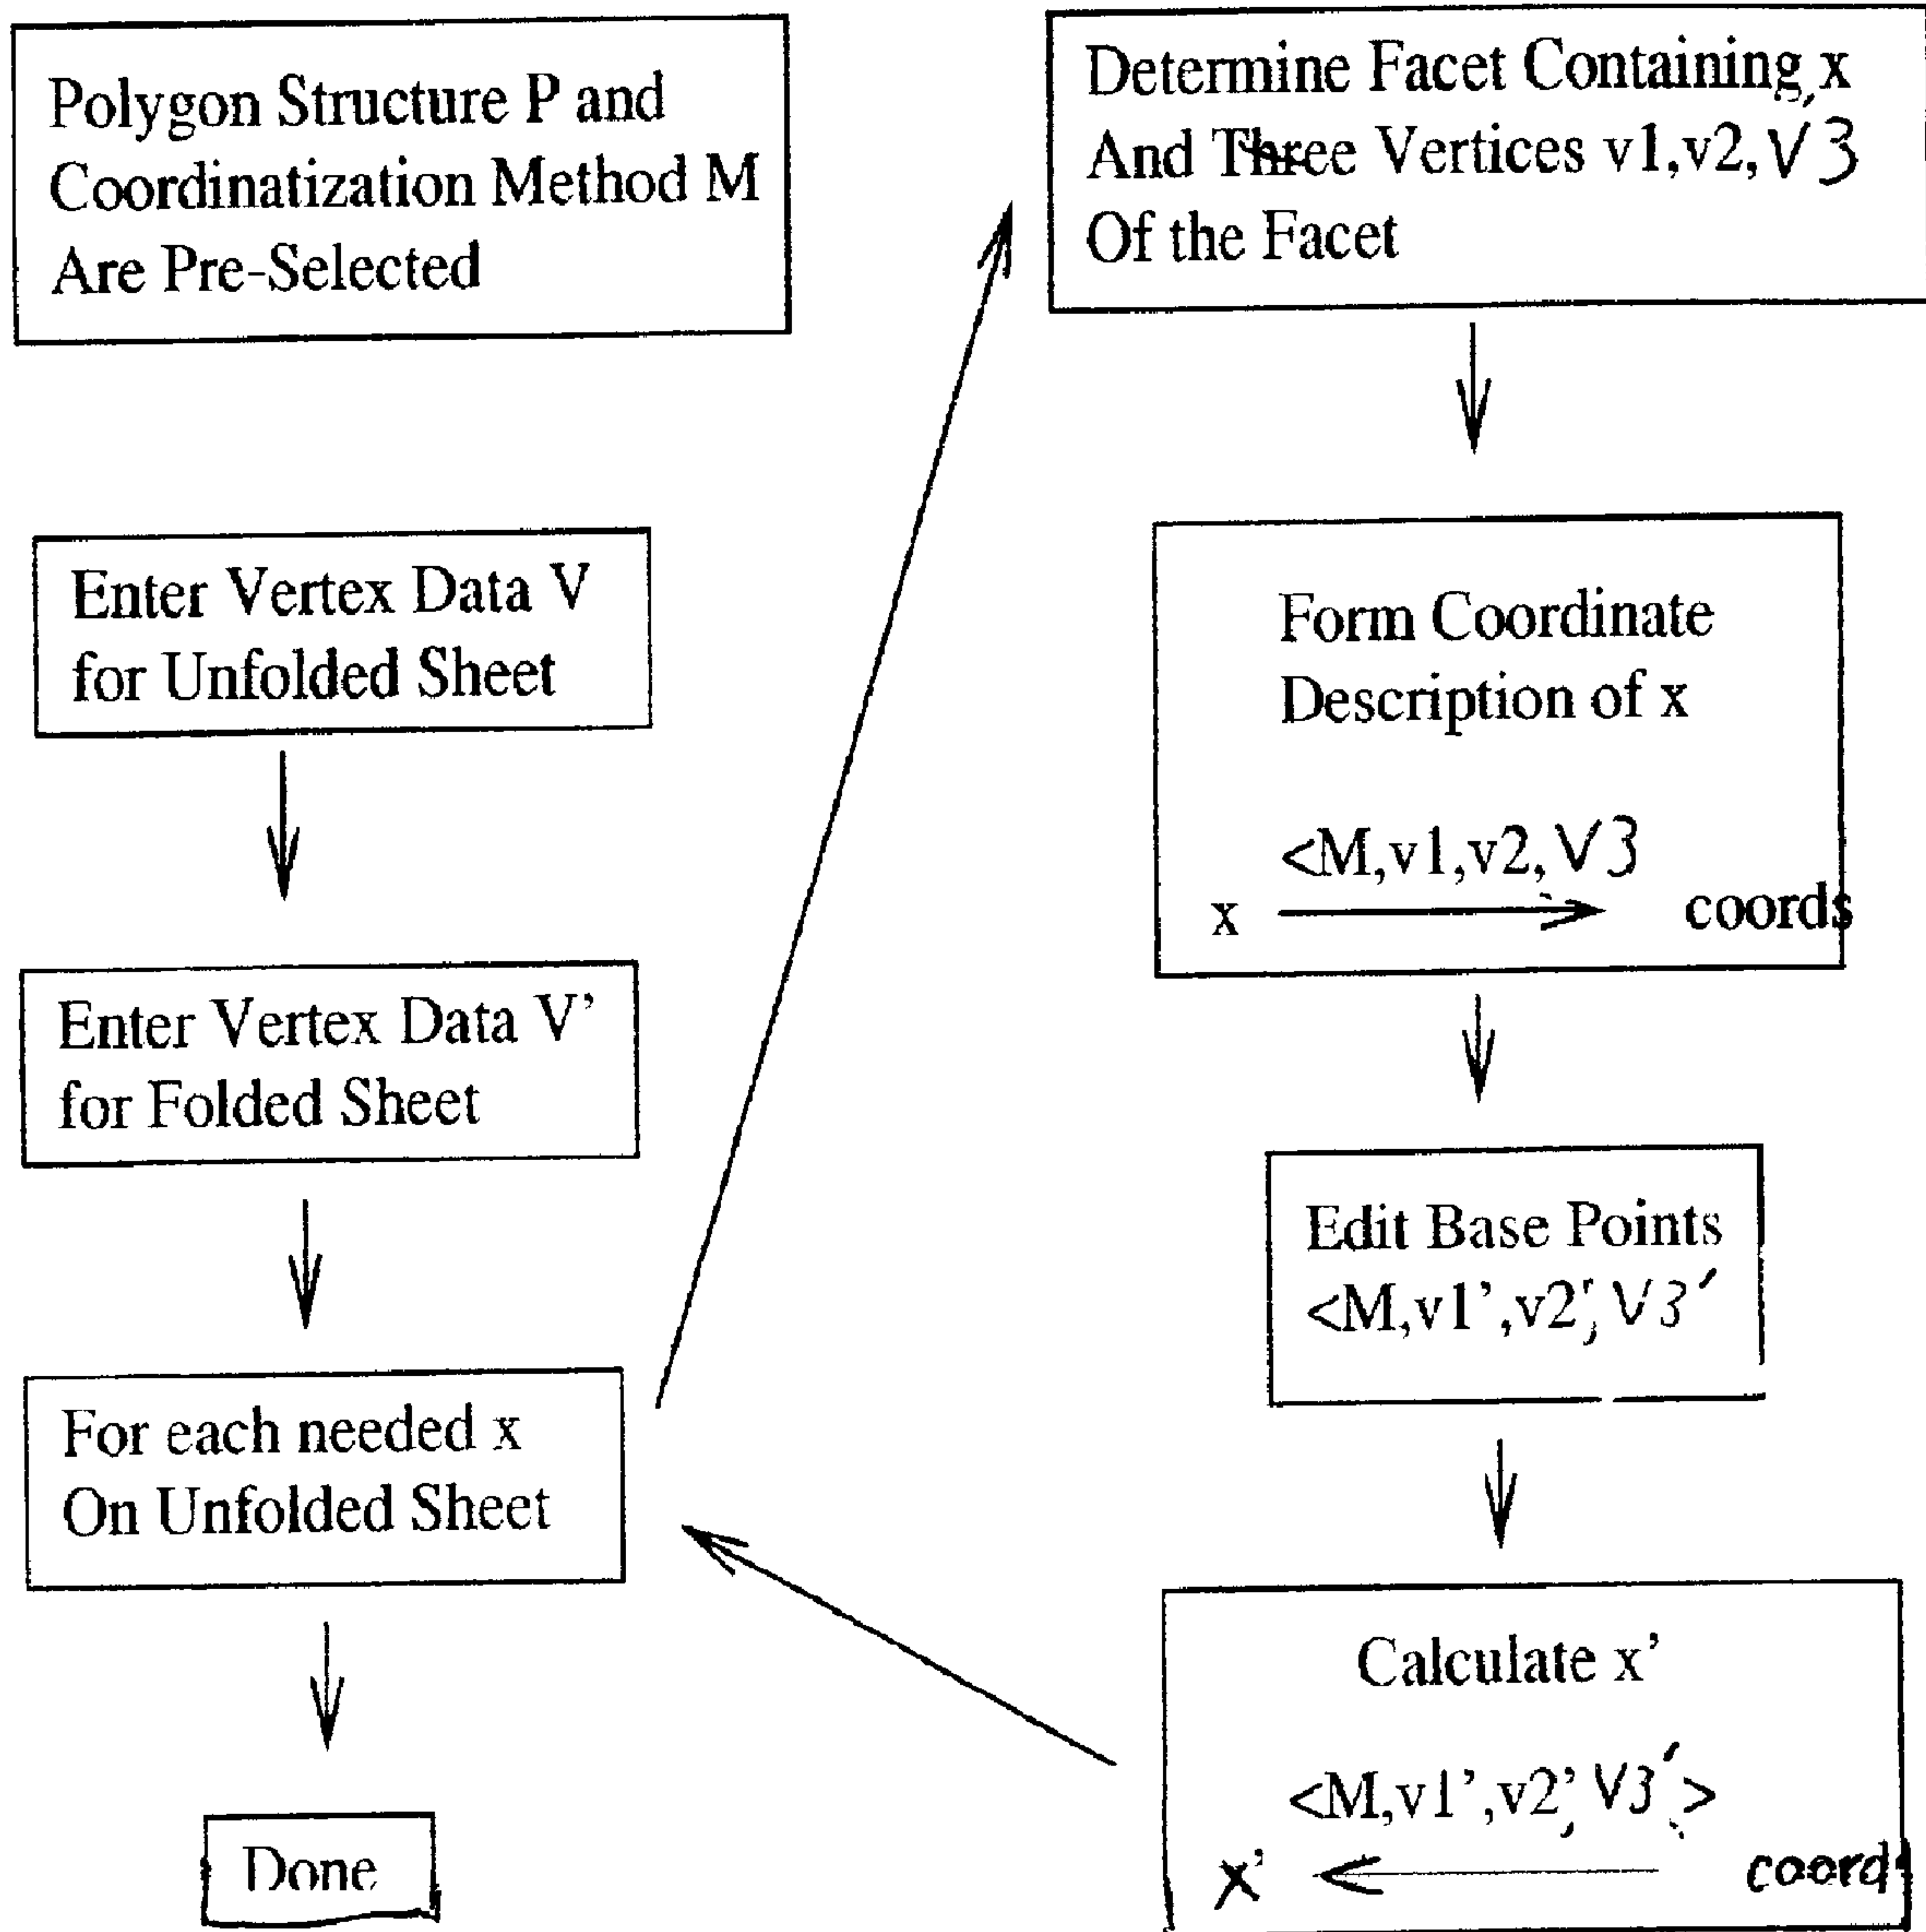 Polygon Structure P and
Coordinatization Method M
Are Pre-Selected
Enter Vertex Data V
for Unfolded Sheet
Enter Vertex Data V'
for Folded Sheet
For each needed x
On Unfolded Sheet
Done
Determine Facet Containing x
And Three Vertices v1,v2,V3
Of the Facet
Form Coordinate
Description of x
<M,v1,v2,V3
x coords
Edit Base Points
<M,v1',v2',V3'
Calculate x'
<M,v1',v2',V3'>
x' coord